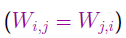 (W_{i,j} = W_{j,i})